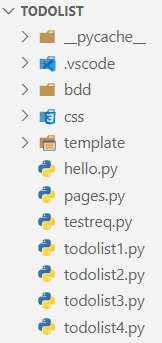 TODOLIST
__pycache__
.vscode
bdd
css
template
hello.py
pages.py
testreq.py
todolist1.py
todolist2.py
todolist3.py
todolist4.py